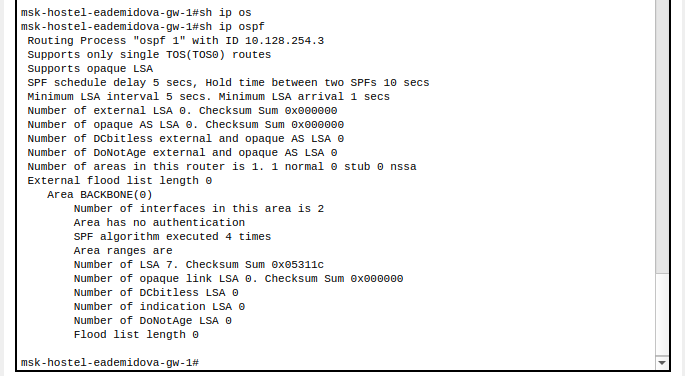 msk-hostel-eademidova-gw-1#sh ip os
msk-hostel-eademidova-gw-1#sh ip ospf
Routing Process "ospf 1" with ID 10.128.254.3
Supports only single TOS(TOS0) routes
Supports opaque LSA
SPF schedule delay 5 secs, Hold time between two SPFs 10 secs
Minimum LSA interval 5 secs. Minimum LSA arrival 1 secs
Number of external LSA 0. Checksum Sum 0x000000
Number of opaque AS LSA 0. Checksum Sum 0x000000
Number of DCbitless external and opaque AS LSA 0
Number of DoNotAge external and opaque AS LSA 0
Number of areas in this router is 1. 1 normal 0 stub 0 nssa
External flood list length 0
Area BACKBONE(0)
Number of interfaces in this area is 2
Area has no authentication
SPF algorithm executed 4 times
Area ranges are
Number of LSA 7. Checksum Sum 0x05311c
Number of opaque link LSA 0. Checksum Sum 0x000000
Number of DCbitless LSA 0
Number of indication LSA 0
Number of DoNotAge LSA 0
Flood list length 0
msk-hostel-eademidova-gw-1#